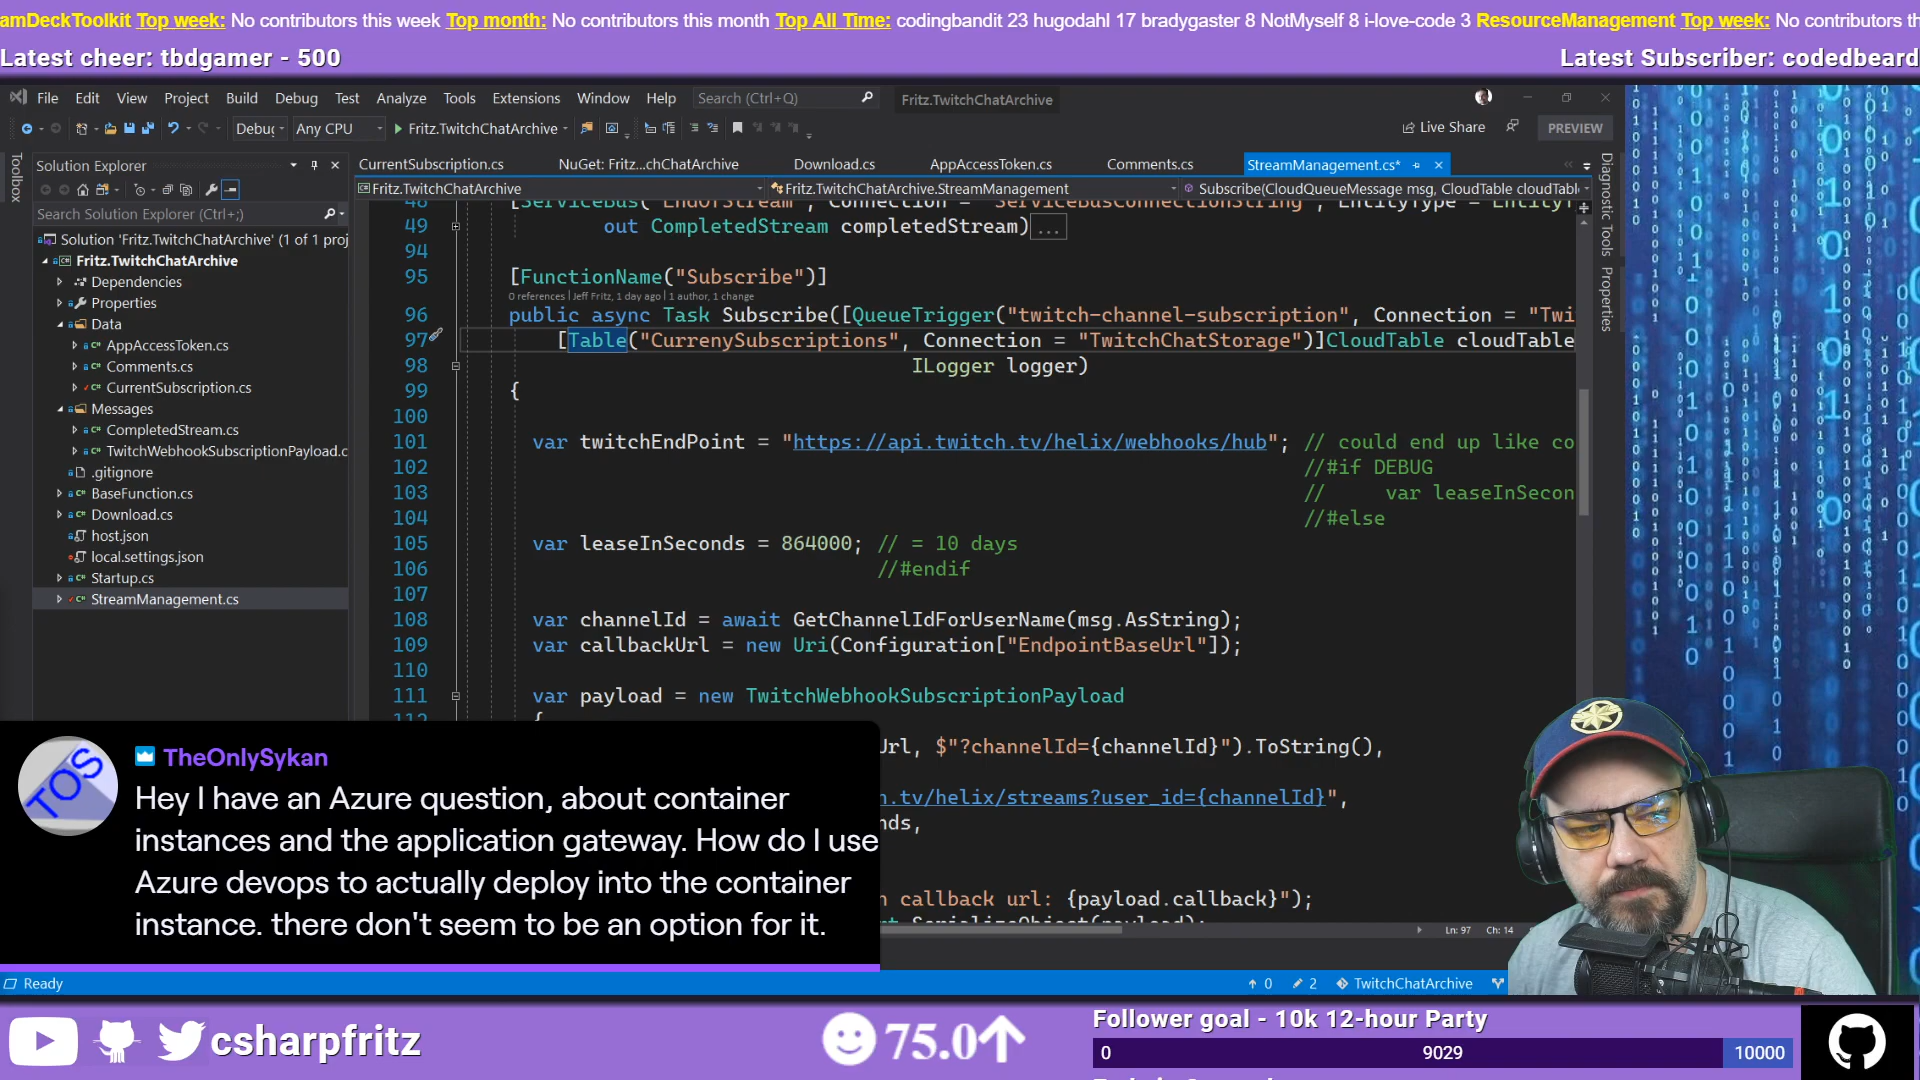 amDeckToolkit Top week: No contributors this week Top month: No contributors this month Top All Time: codingbandit 23 hugodahl 17 bradygaster 8 NotMyself 8 i-love-code 3 ResourceManagement Top week: No contributors th
Latest cheer: tbdgamer - 500
Latest Subscriber: codedbeard
File Edit View Project Build Debug Test Analyze Tools Extensions Window Help Search (Ctrl+Q) Fritz.TwitchChatArchive
Debug Any CPU Fritz.TwitchChatArchive Live Share PREVIEW
Toolbox
Solution Explorer
Search Solution Explorer (Ctrl+;)
Solution 'Fritz.TwitchChatArchive' (1 of 1 proj
Fritz.TwitchChatArchive
Dependencies
Properties
Data
AppAccessToken.cs
Comments.cs
CurrentSubscription.cs
Messages
CompletedStream.cs
TwitchWebhookSubscriptionPayload.c
.gitignore
BaseFunction.cs
Download.cs
host.json
local.settings.json
Startup.cs
StreamManagement.cs
CurrentSubscription.cs NuGet: Fritz...chChatArchive Download.cs AppAccessToken.cs Comments.cs StreamManagement.cs*
Fritz.TwitchChatArchive Fritz.TwitchChatArchive.StreamManagement Subscribe(CloudQueueMessage msg, CloudTable cloudTabl
48 [ServiceBus("EndOfStream", Connection = "ServiceBusConnectionString", EntityType = EntityT
49 out CompletedStream completedStream)...
94
95 [FunctionName("Subscribe")]
0 references | Jeff Fritz, 1 day ago | 1 author, 1 change
96 public async Task Subscribe([QueueTrigger("twitch-channel-subscription", Connection = "Twi
97 [Table("CurrenySubscriptions", Connection = "TwitchChatStorage")]CloudTable cloudTable
98 ILogger logger)
99 {
100
101 var twitchEndPoint = "https://api.twitch.tv/helix/webhooks/hub"; // could end up like co
102 //#if DEBUG
103 // var leaseInSecon
104 //#else
105 var leaseInSeconds = 864000; // = 10 days
106 //#endif
107
108 var channelId = await GetChannelIdForUserName(msg.AsString);
109 var callbackUrl = new Uri(Configuration["EndpointBaseUrl"]);
110
111 var payload = new TwitchWebhookSubscriptionPayload
112 {
Url, $"?channelId={channelId}").ToString(),
.tv/helix/streams?user_id={channelId}",
nds,
n callback url: {payload.callback}");
SerializeObject(payload);
Ln: 97 Ch: 14
Diagnostic Tools
Properties
TOS
TheOnlySykan
Hey I have an Azure question, about container
instances and the application gateway. How do I use
Azure devops to actually deploy into the container
instance. there don't seem to be an option for it.
Ready 0 2 TwitchChatArchive
csharpfritz
75.0
Follower goal - 10k 12-hour Party
0 9029 10000